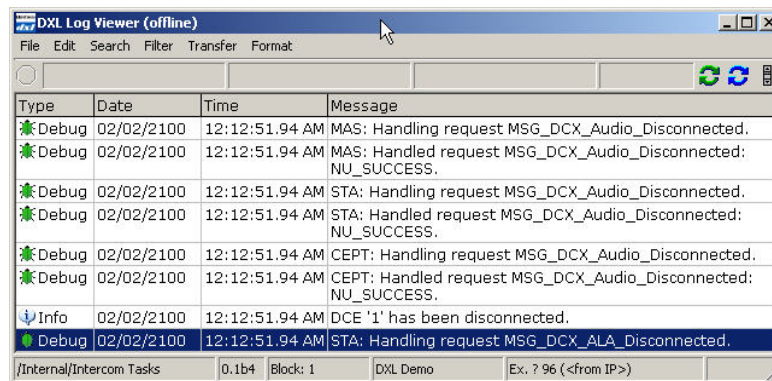 DXL Log Viewer (offline)
File Edit Search Filter Transfer Format
Type Date Time Message
Debug 02/02/2100 12:12:51.94 AM MAS: Handling request MSG_DCX_Audio_Disconnected.
Debug 02/02/2100 12:12:51.94 AM MAS: Handled request MSG_DCX_Audio_Disconnected:
NU_SUCCESS.
Debug 02/02/2100 12:12:51.94 AM STA: Handling request MSG_DCX_Audio_Disconnected.
Debug 02/02/2100 12:12:51.94 AM STA: Handled request MSG_DCX_Audio_Disconnected:
NU_SUCCESS.
Debug 02/02/2100 12:12:51.94 AM CEPT: Handling request MSG_DCX_Audio_Disconnected.
Debug 02/02/2100 12:12:51.94 AM CEPT: Handled request MSG_DCX_Audio_Disconnected:
NU_SUCCESS.
Info 02/02/2100 12:12:51.94 AM DCE '1' has been disconnected.
Debug 02/02/2100 12:12:51.94 AM STA: Handling request MSG_DCX_ALA_Disconnected.
/Internal/Intercom Tasks 0.1b4 Block: 1 DXL Demo Ex. ? 96 (<from IP>)